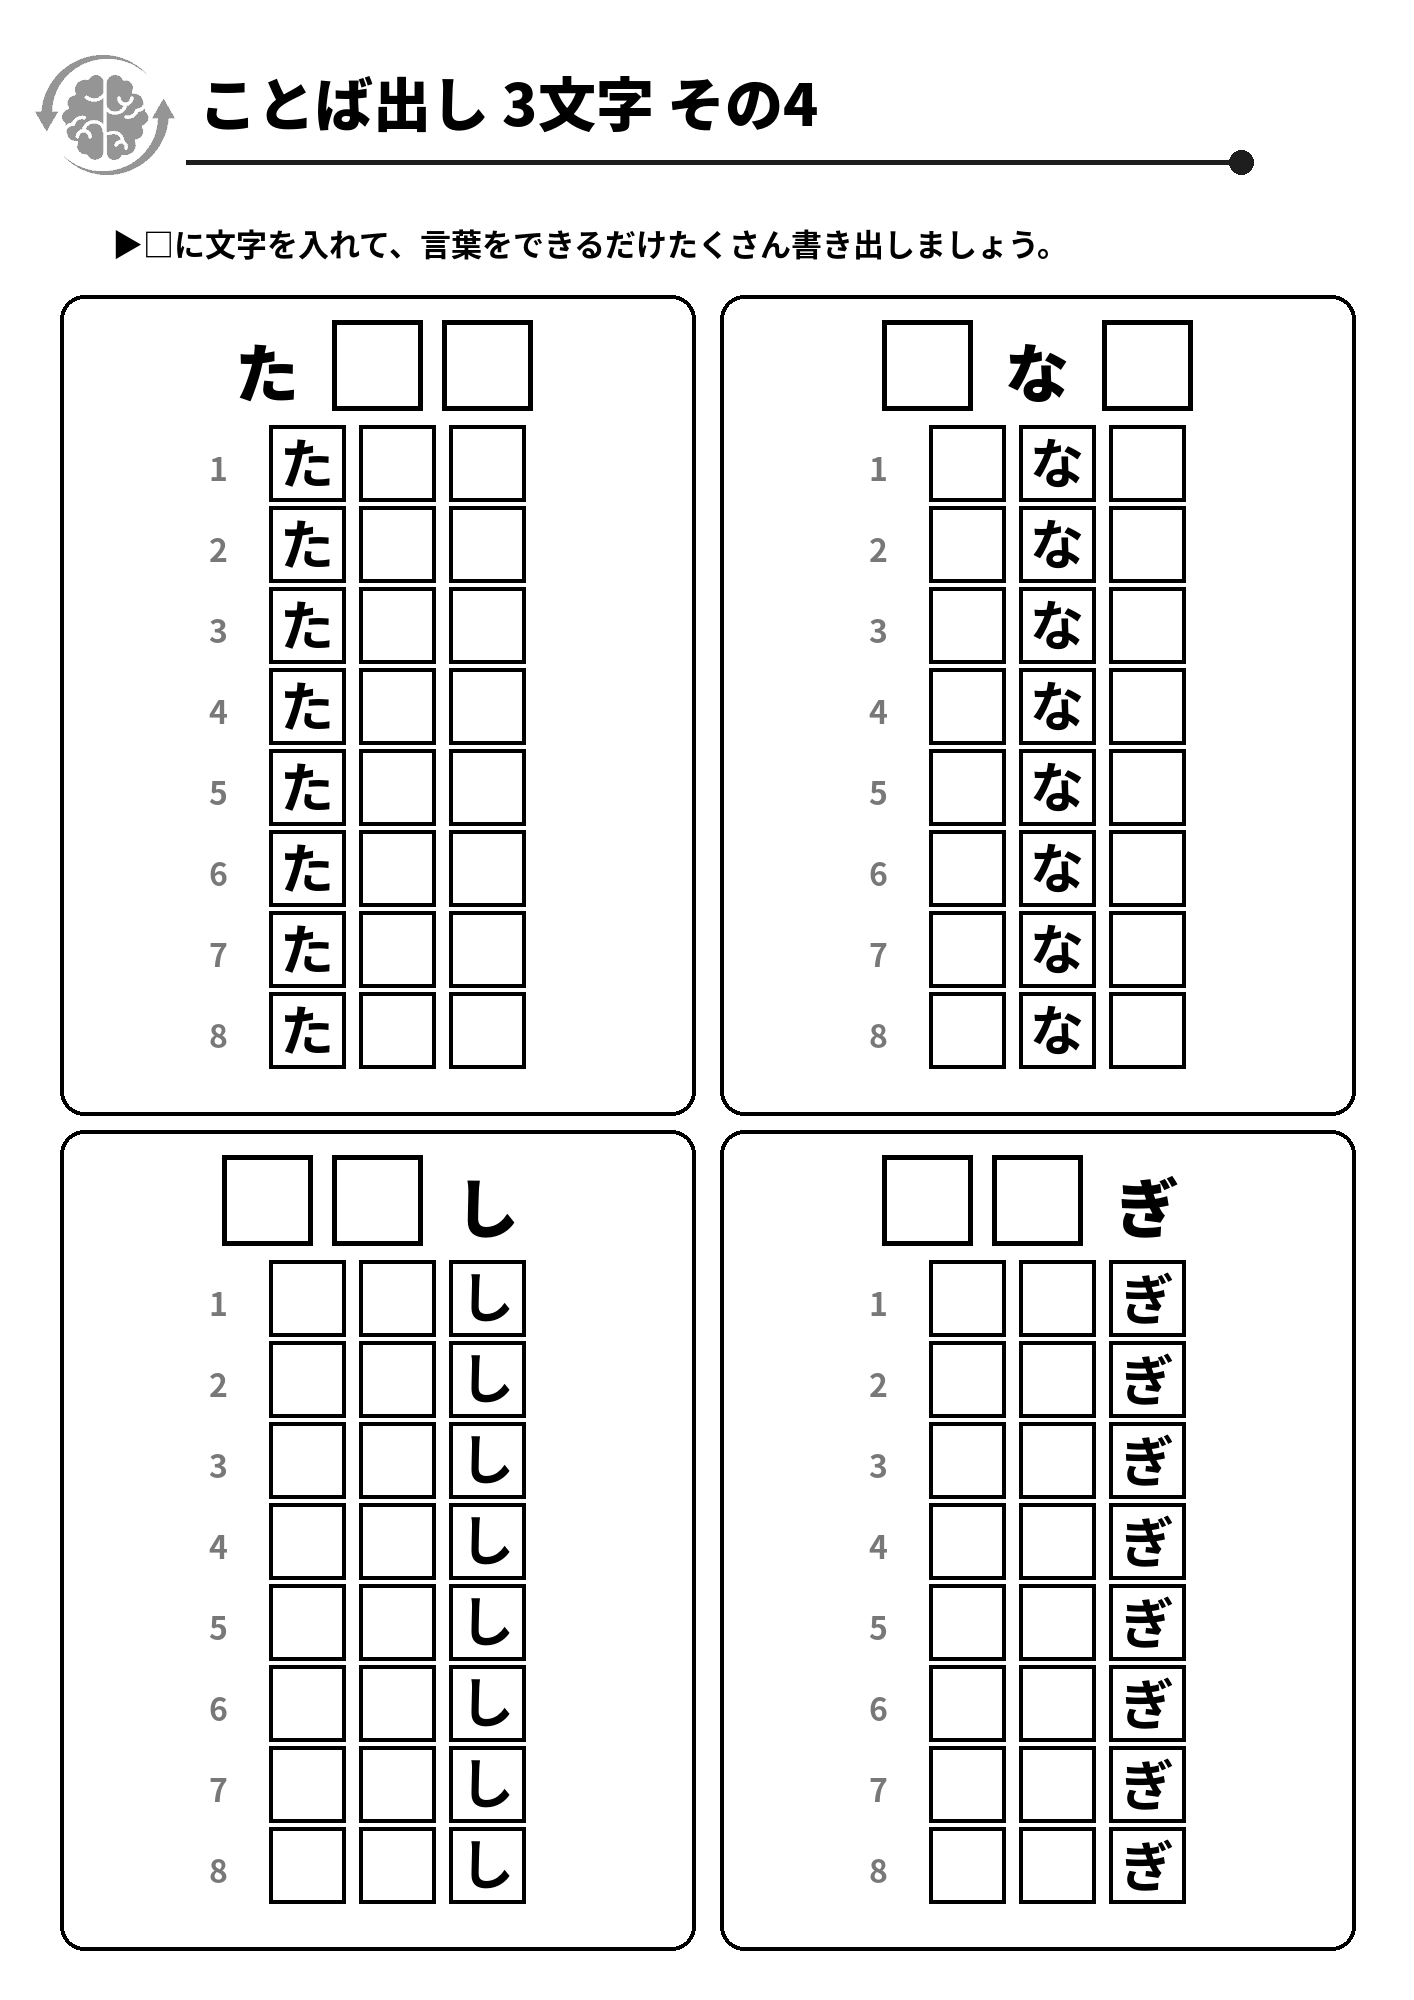 ことば出し 3文字 その4
▶□に文字を入れて、言葉をできるだけたくさん書き出しましょう。
た□□
1 た
2 た
3 た
4 た
5 た
6 た
7 た
8 た
□な□
1 な
2 な
3 な
4 な
5 な
6 な
7 な
8 な
□□し
1 し
2 し
3 し
4 し
5 し
6 し
7 し
8 し
□□ぎ
1 ぎ
2 ぎ
3 ぎ
4 ぎ
5 ぎ
6 ぎ
7 ぎ
8 ぎ